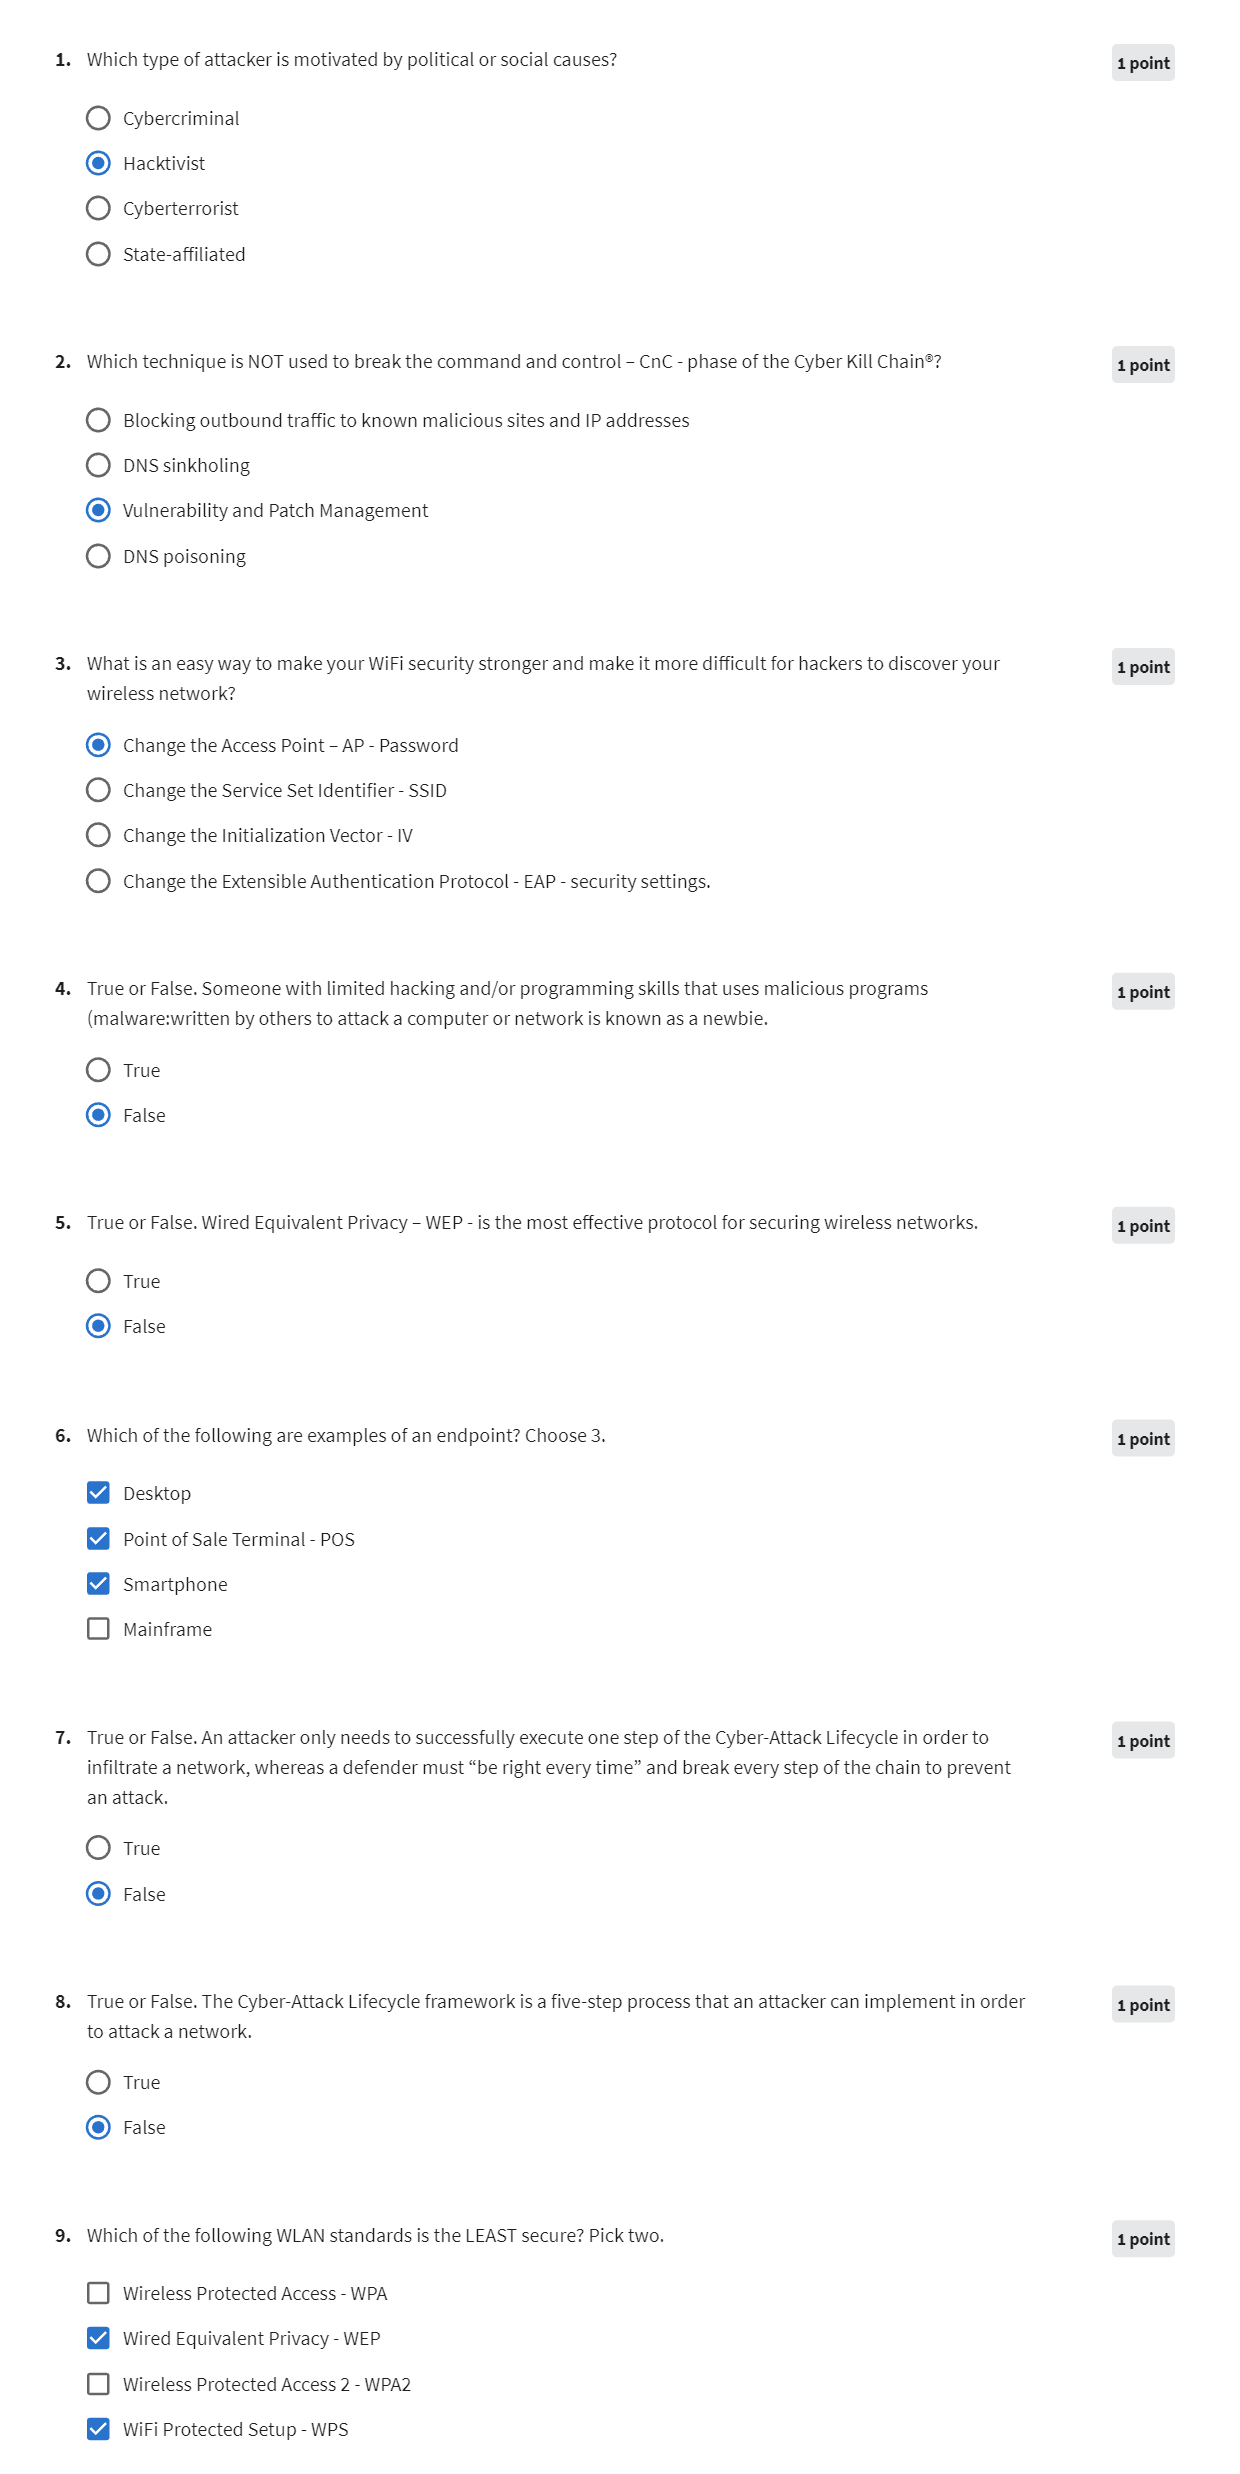 1. Which type of attacker is motivated by political or social causes?
1 point
Cybercriminal
Hacktivist
Cyberterrorist
State-affiliated
2. Which technique is NOT used to break the command and control – CnC - phase of the Cyber Kill Chain®?
1 point
Blocking outbound traffic to known malicious sites and IP addresses
DNS sinkholing
Vulnerability and Patch Management
DNS poisoning
3. What is an easy way to make your WiFi security stronger and make it more difficult for hackers to discover your
wireless network?
1 point
Change the Access Point – AP - Password
Change the Service Set Identifier - SSID
Change the Initialization Vector - IV
Change the Extensible Authentication Protocol - EAP - security settings.
4. True or False. Someone with limited hacking and/or programming skills that uses malicious programs
(malware:written by others to attack a computer or network is known as a newbie.
1 point
True
False
5. True or False. Wired Equivalent Privacy – WEP - is the most effective protocol for securing wireless networks.
1 point
True
False
6. Which of the following are examples of an endpoint? Choose 3.
1 point
Desktop
Point of Sale Terminal - POS
Smartphone
Mainframe
7. True or False. An attacker only needs to successfully execute one step of the Cyber-Attack Lifecycle in order to
infiltrate a network, whereas a defender must “be right every time” and break every step of the chain to prevent
an attack.
1 point
True
False
8. True or False. The Cyber-Attack Lifecycle framework is a five-step process that an attacker can implement in order
to attack a network.
1 point
True
False
9. Which of the following WLAN standards is the LEAST secure? Pick two.
1 point
Wireless Protected Access - WPA
Wired Equivalent Privacy - WEP
Wireless Protected Access 2 - WPA2
WiFi Protected Setup - WPS